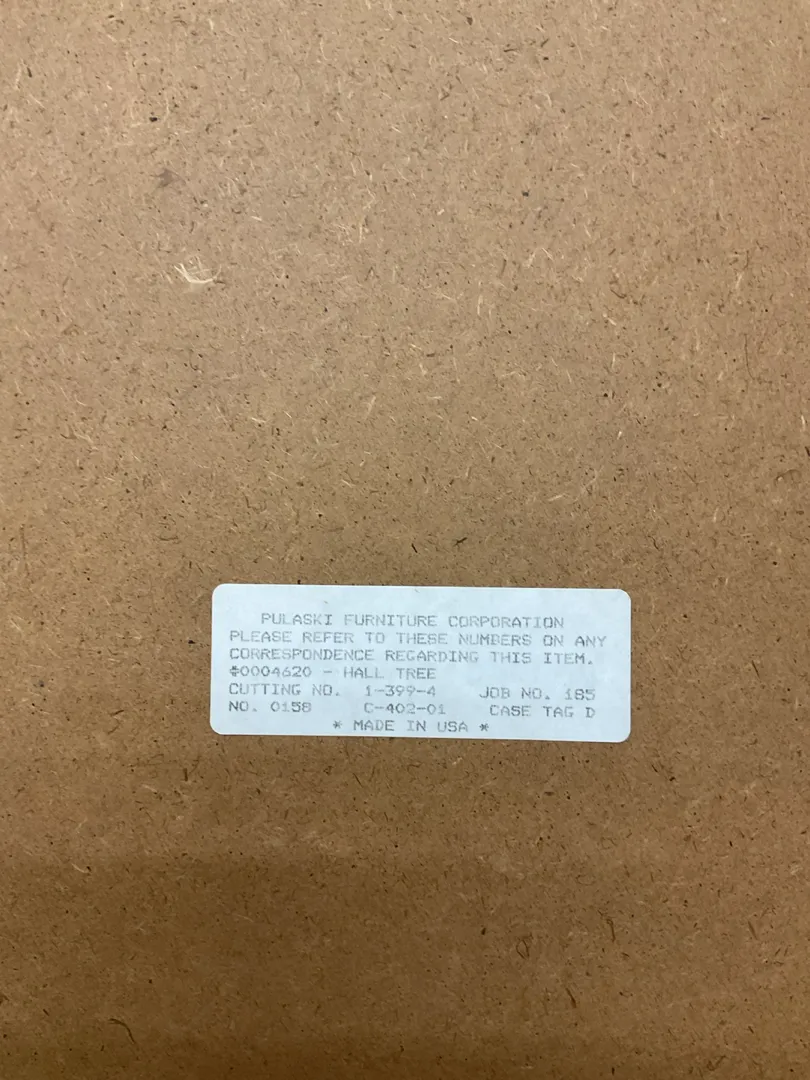 PULASKI FURNITURE CORPORATION
PLEASE REFER TO THESE NUMBERS ON ANY
CORRESPONDENCE REGARDING THIS ITEM.
#0004620 - HALL TREE
CUTTING NO. 1-399-4 JOB NO. 185
NO. 0158 C-402-01 CASE TAG D
* MADE IN USA *